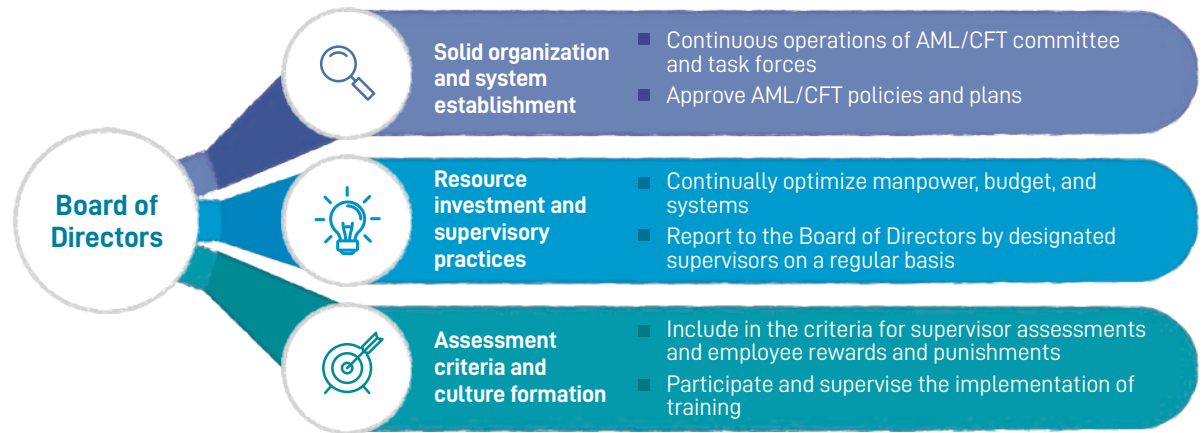 Board of
Directors
Solid organization
and system
establishment
■ Continuous operations of AML/CFT committee
and task forces
■ Approve AML/CFT policies and plans
Resource
investment and
supervisory
practices
■ Continually optimize manpower, budget, and
systems
■ Report to the Board of Directors by designated
supervisors on a regular basis
Assessment
criteria and
culture formation
■ Include in the criteria for supervisor assessments
and employee rewards and punishments
■ Participate and supervise the implementation of
training